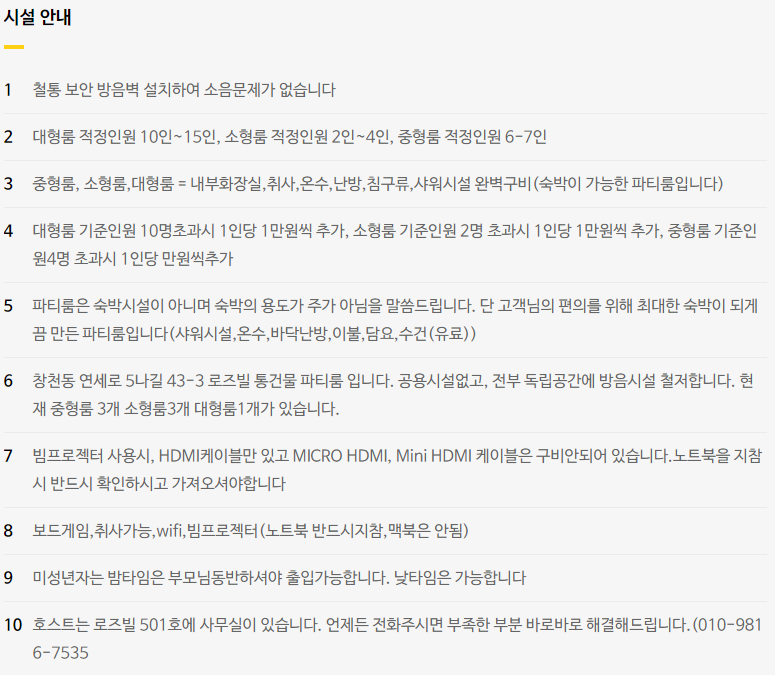 시설 안내
1 철통 보안 방음벽 설치하여 소음문제가 없습니다
2 대형룸 적정인원 10인~15인, 소형룸 적정인원 2인~4인, 중형룸 적정인원 6-7인
3 중형룸, 소형룸,대형룸 = 내부화장실,취사,온수,난방,침구류,샤워시설 완벽구비(숙박이 가능한 파티룸입니다)
4 대형룸 기준인원 10명초과시 1인당 1만원씩 추가, 소형룸 기준인원 2명 초과시 1인당 1만원씩 추가, 중형룸 기준인
원4명 초과시 1인당 만원씩추가
5 파티룸은 숙박시설이 아니며 숙박의 용도가 주가 아님을 말씀드립니다. 단 고객님의 편의를 위해 최대한 숙박이 되게
끔 만든 파티룸입니다(샤워시설,온수,바닥난방,이불,담요,수건(유료))
6 창천동 연세로 5나길 43-3 로즈빌 통건물 파티룸 입니다. 공용시설없고, 전부 독립공간에 방음시설 철저합니다. 현
재 중형룸 3개 소형룸3개 대형룸1개가 있습니다.
7 빔프로젝터 사용시, HDMI케이블만 있고 MICRO HDMI, Mini HDMI 케이블은 구비안되어 있습니다.노트북을 지참
시 반드시 확인하시고 가져오셔야합니다
8 보드게임,취사가능,wifi,빔프로젝터(노트북 반드시지참,맥북은 안됨)
9 미성년자는 밤타임은 부모님동반하셔야 출입가능합니다. 낮타임은 가능합니다
10 호스트는 로즈빌 501호에 사무실이 있습니다. 언제든 전화주시면 부족한 부분 바로바로 해결해드립니다.(010-981
6-7535